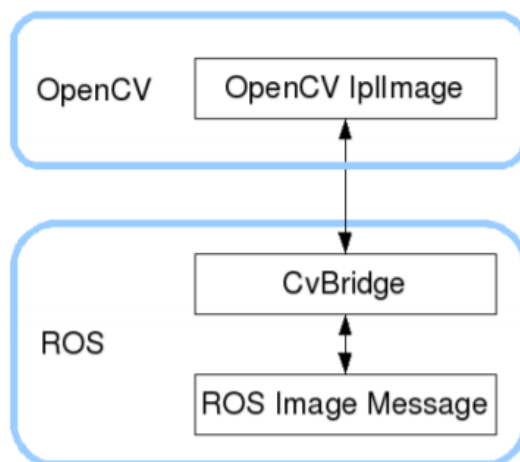 OpenCV
OpenCV IplImage
CvBridge
ROS
ROS Image Message